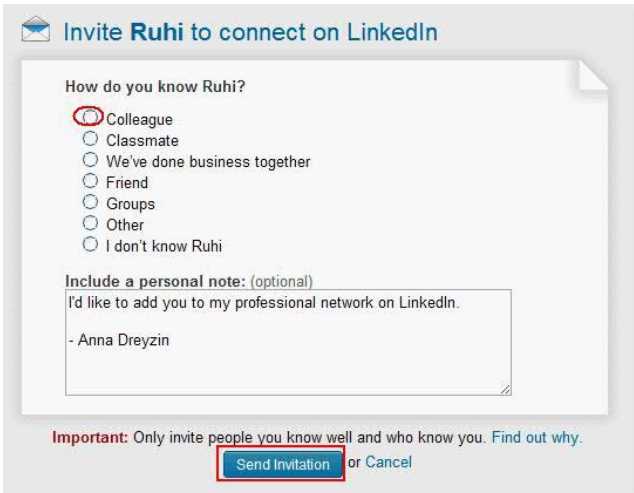 Invite Ruhi to connect on LinkedIn
How do you know Ruhi?
Colleague
Classmate
We've done business together
Friend
Groups
Other
I don't know Ruhi
Include a personal note: (optional)
I'd like to add you to my professional network on LinkedIn.
- Anna Dreyzin
Important: Only invite people you know well and who know you. Find out why.
Send Invitation or Cancel